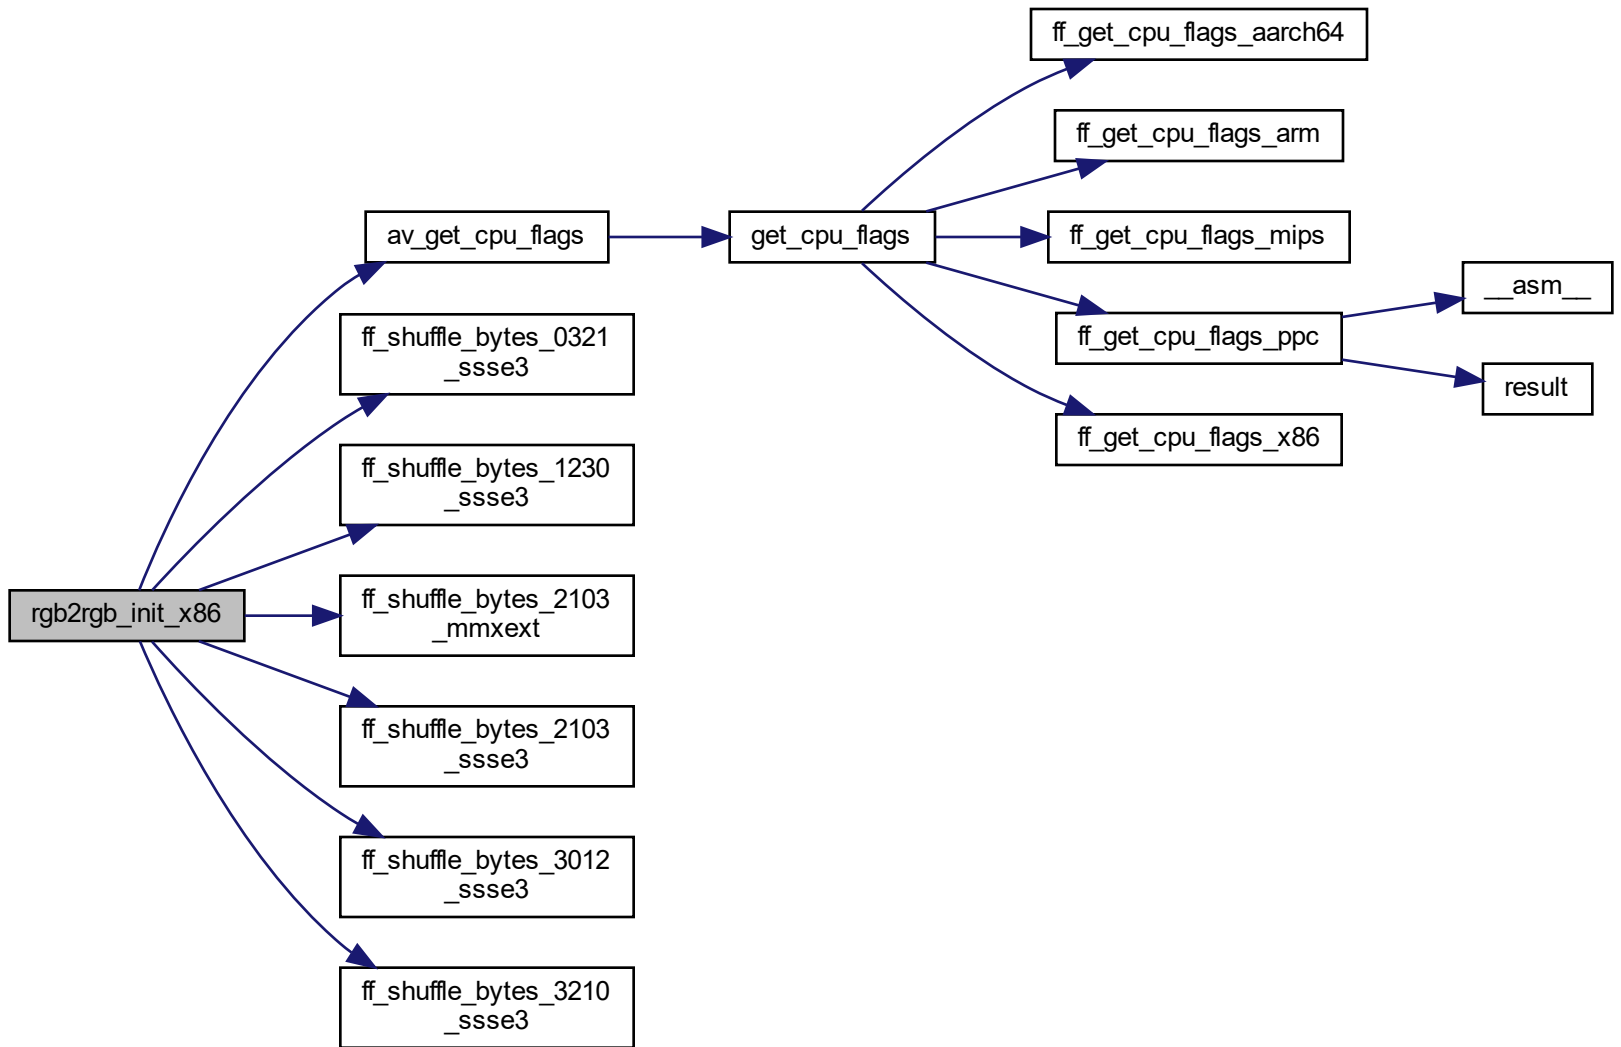 rgb2rgb_init_x86
av_get_cpu_flags
ff_shuffle_bytes_0321
_ssse3
ff_shuffle_bytes_1230
_ssse3
ff_shuffle_bytes_2103
_mmxext
ff_shuffle_bytes_2103
_ssse3
ff_shuffle_bytes_3012
_ssse3
ff_shuffle_bytes_3210
_ssse3
get_cpu_flags
ff_get_cpu_flags_aarch64
ff_get_cpu_flags_arm
ff_get_cpu_flags_mips
ff_get_cpu_flags_ppc
ff_get_cpu_flags_x86
__asm__
result